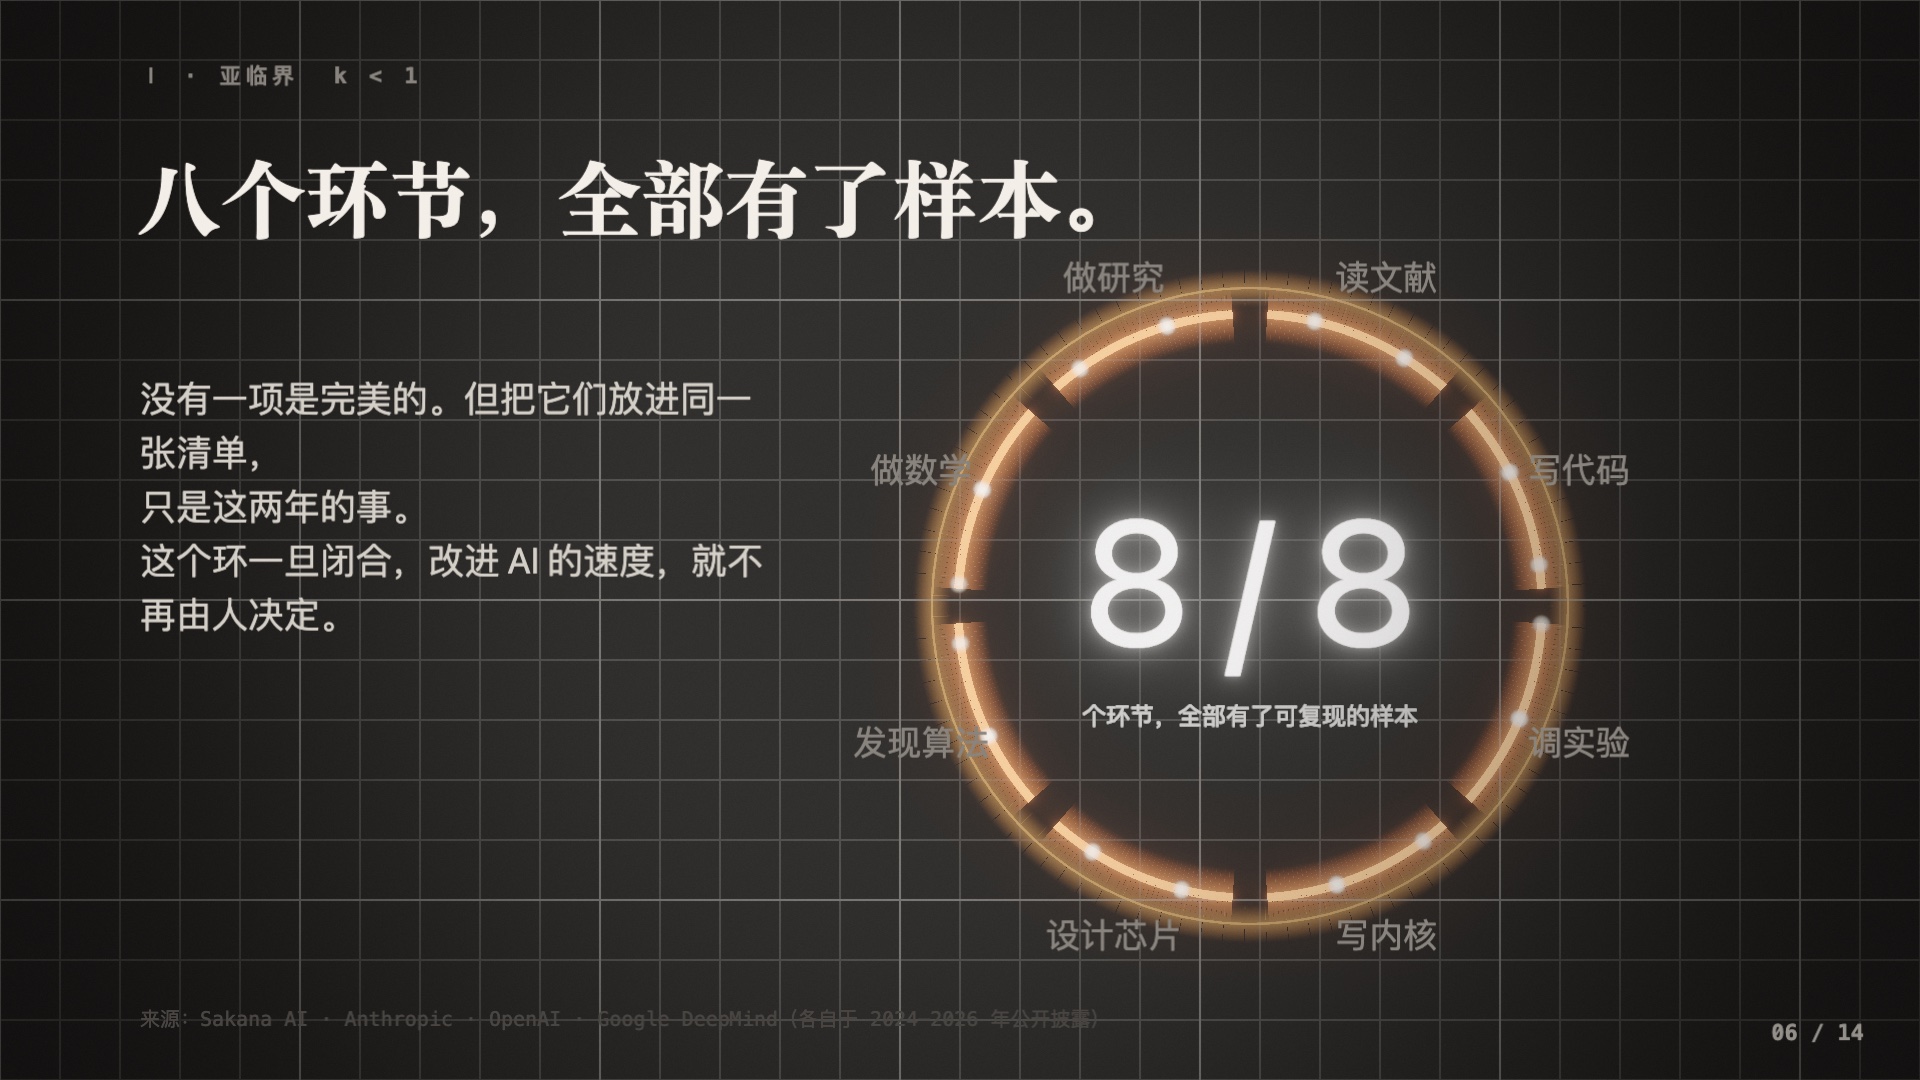 I · 亚临界 k < 1
八个环节，全部有了样本。
没有一项是完美的。但把它们放进同一
张清单，
只是这两年的事。
这个环一旦闭合，改进 AI 的速度，就不
再由人决定。
做研究
读文献
做数学
写代码
8/8
个环节，全部有了可复现的样本
发现算法
调实验
设计芯片
写内核
来源：Sakana AI · Anthropic · OpenAI · Google DeepMind（各自于 2024-2026 年公开披露）
06 / 14